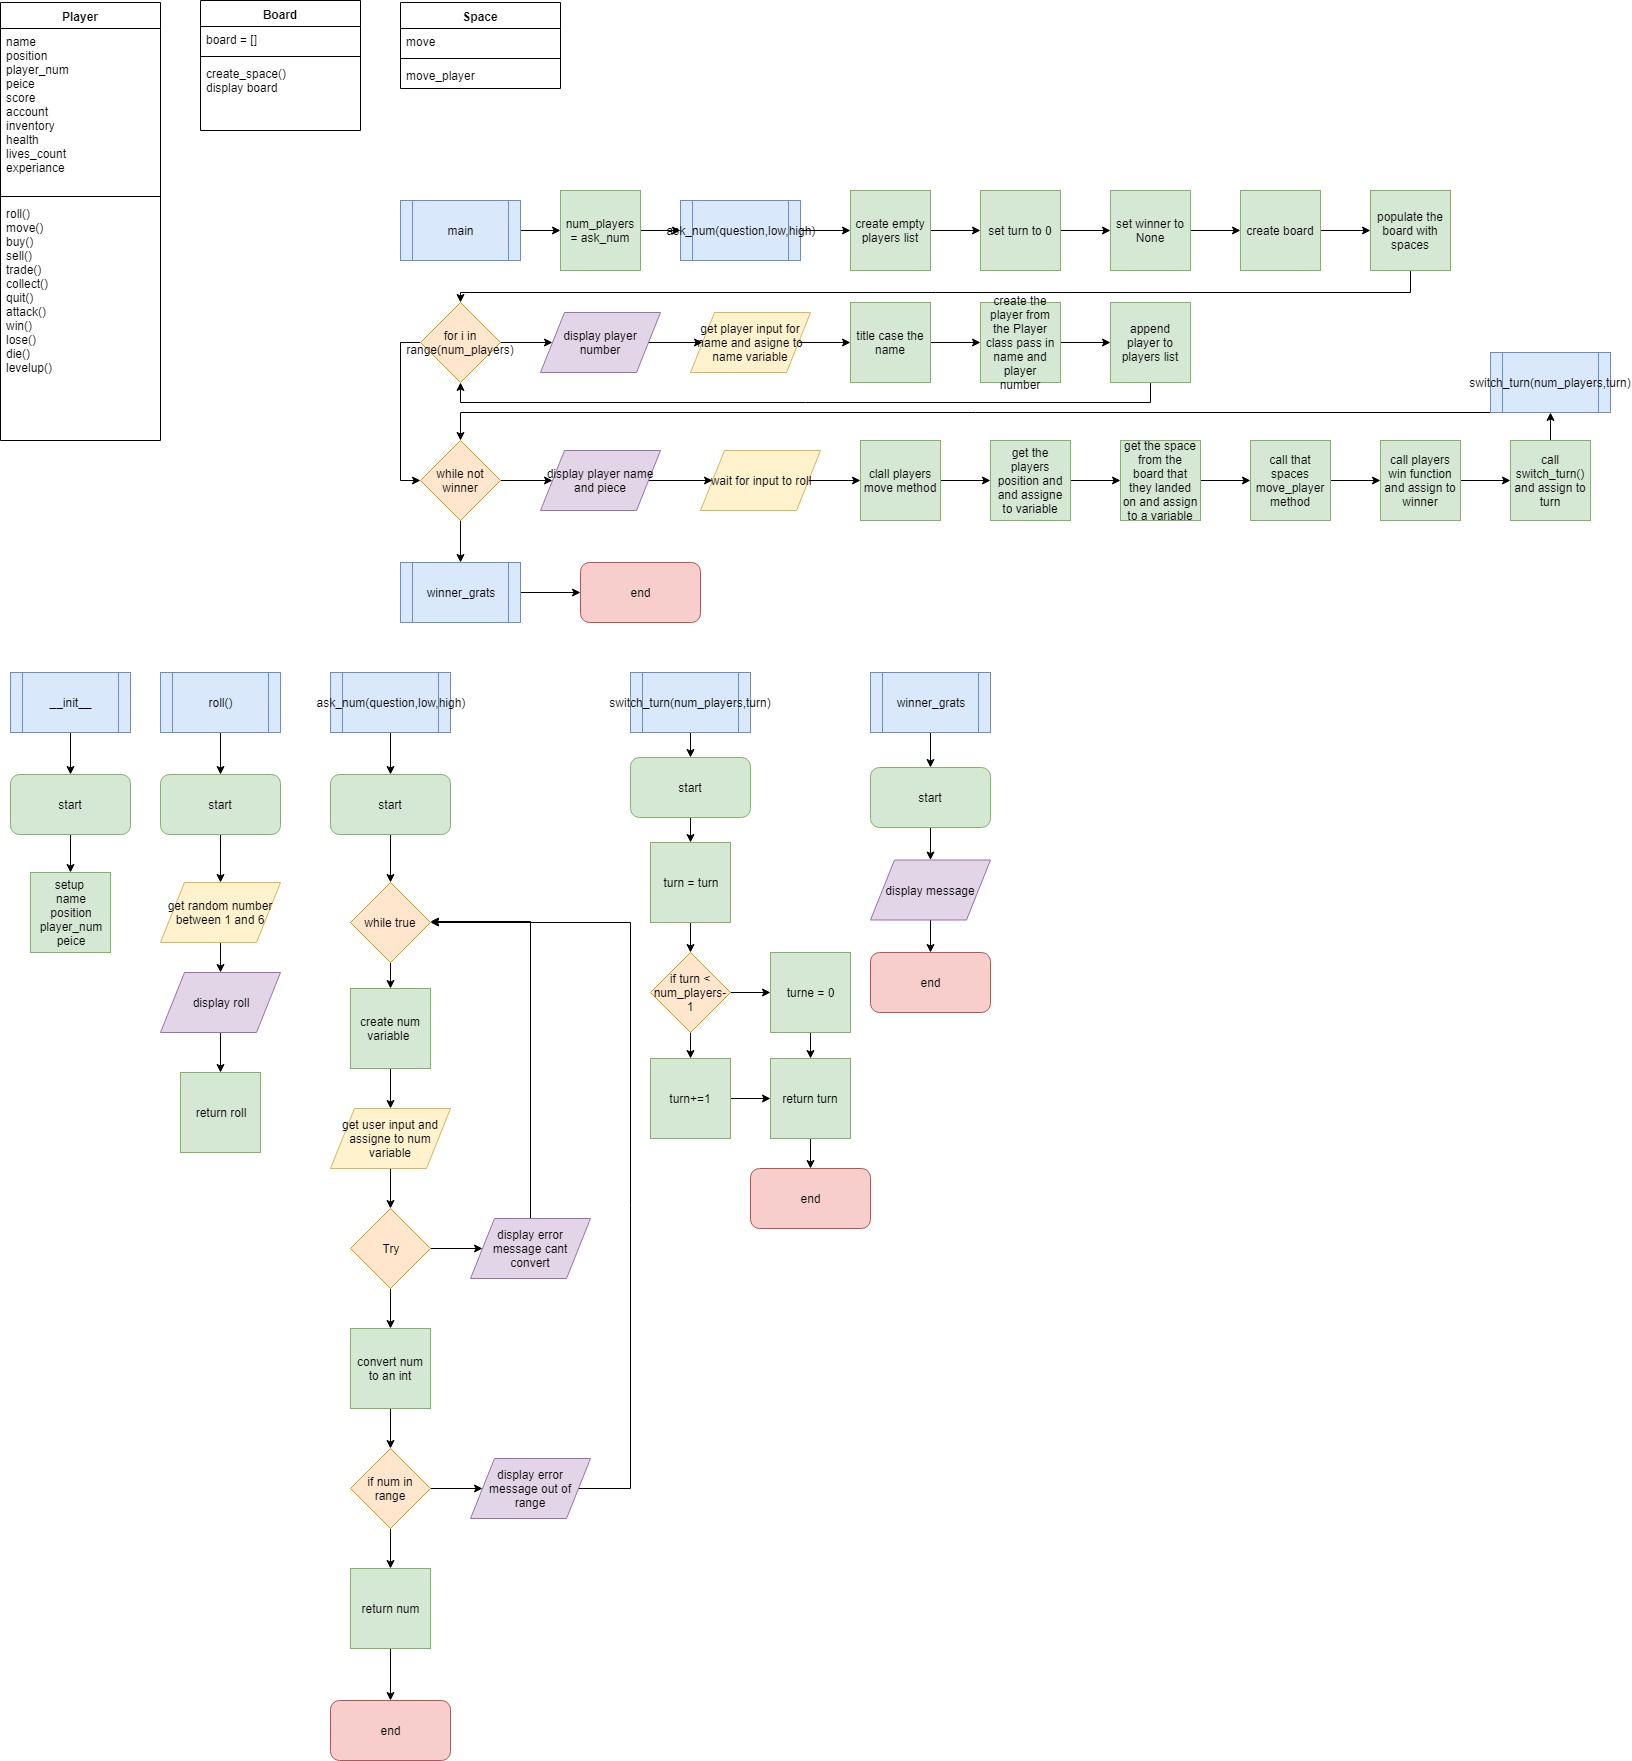 Player
name
position
player_num
peice
score
account
inventory
health
lives_count
experiance
roll()
move()
buy()
sell()
trade()
collect()
quit()
attack()
win()
lose()
die()
levelup()
Board
board = []
create_space()
display board
Space
move
move_player
main
num_players
= ask_num
ask_num(question,low,high)
create empty
players list
set turn to 0
set winner to
None
create board
populate the
board with
spaces
for i in
range(num_players)
display player
number
get player input for
name and asigne to
name variable
title case the
name
create the
player from
the Player
class pass in
name and
player
number
append
player to
players list
switch_turn(num_players,turn)
while not
winner
display player name
and piece
wait for input to roll
clall players
move method
get the
players
position and
and assigne
to variable
get the space
from the
board that
they landed
on and assign
to a variable
call that
spaces
move_player
method
call players
win function
and assign to
winner
call
switch_turn()
and assign to
turn
winner_grats
end
__init__
start
setup
name
position
player_num
peice
roll()
start
get random number
between 1 and 6
display roll
return roll
ask_num(question,low,high)
start
while true
create num
variable
get user input and
assigne to num
variable
Try
display error
message cant
convert
convert num
to an int
if num in
range
display error
message out of
range
return num
end
switch_turn(num_players,turn)
start
turn = turn
if turn <
num_players-
1
turne = 0
turn+=1
return turn
end
winner_grats
start
display message
end